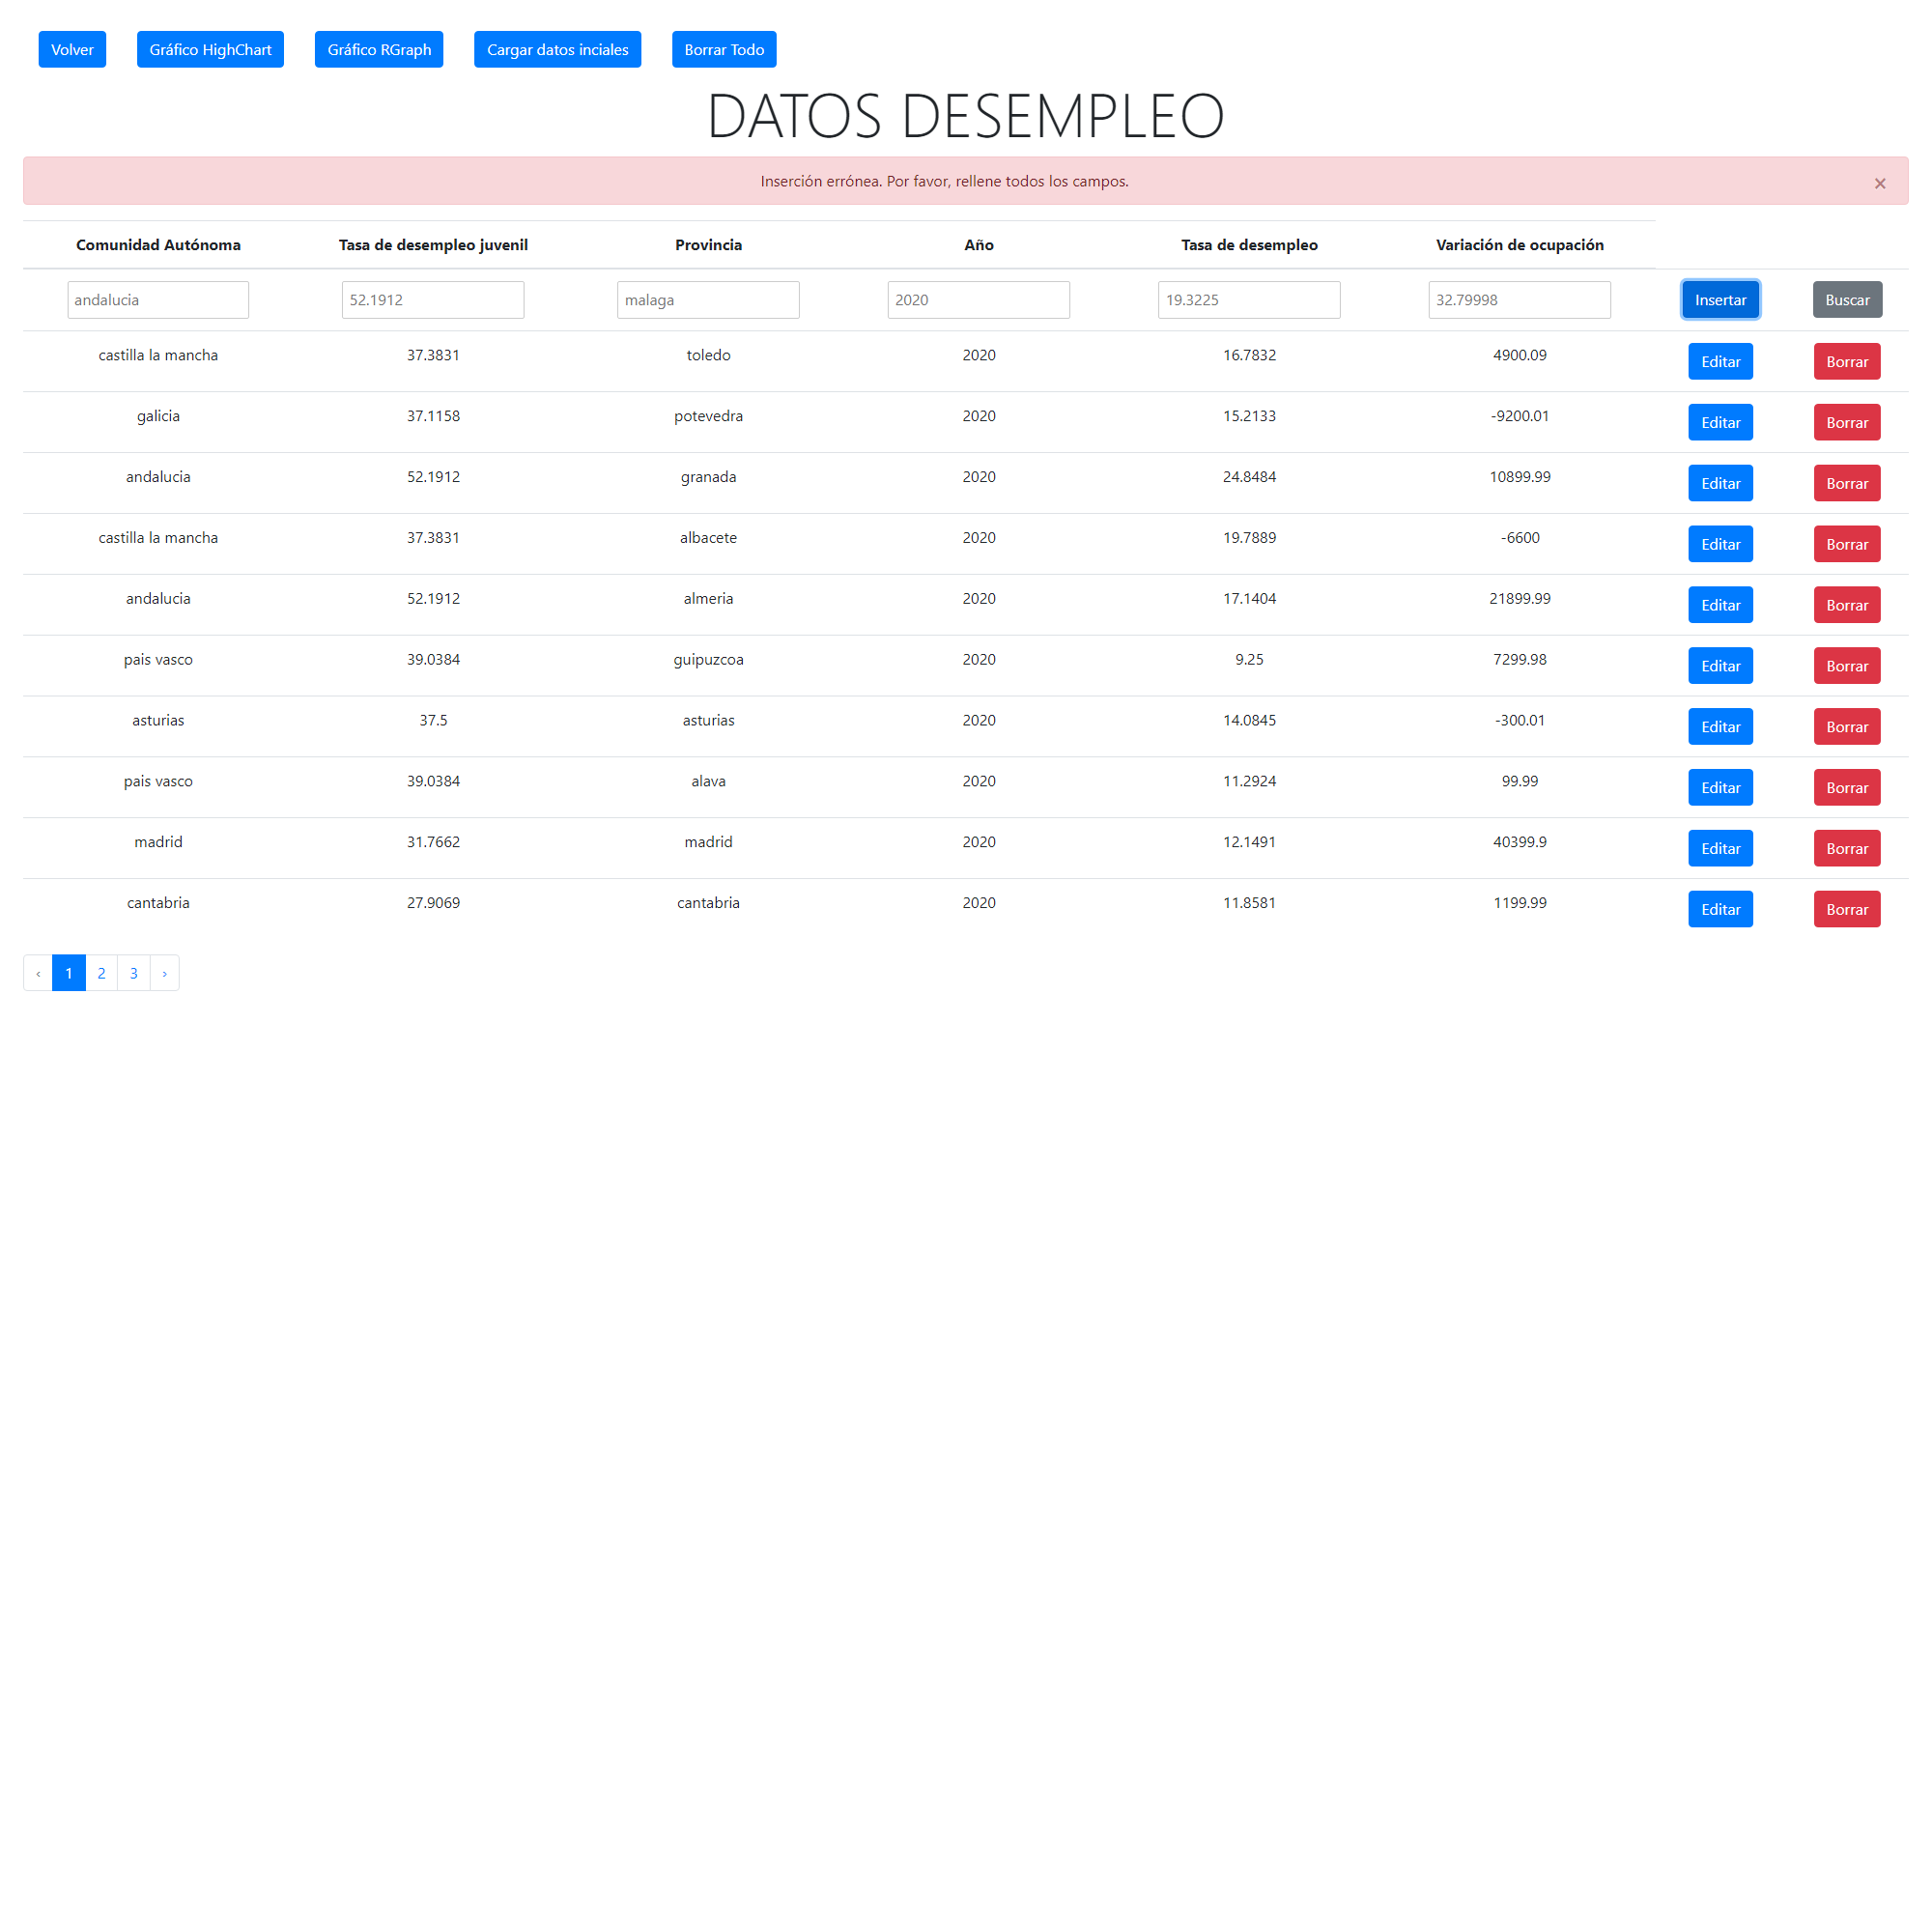 Volver Gráfico HighChart Gráfico RGraph Cargar datos inciales Borrar Todo
DATOS DESEMPLEO
Inserción errónea. Por favor, rellene todos los campos. ×
Comunidad Autónoma Tasa de desempleo juvenil Provincia Año Tasa de desempleo Variación de ocupación
andalucia 52.1912 malaga 2020 19.3225 32.79998 Insertar Buscar
castilla la mancha 37.3831 toledo 2020 16.7832 4900.09 Editar Borrar
galicia 37.1158 potevedra 2020 15.2133 -9200.01 Editar Borrar
andalucia 52.1912 granada 2020 24.8484 10899.99 Editar Borrar
castilla la mancha 37.3831 albacete 2020 19.7889 -6600 Editar Borrar
andalucia 52.1912 almeria 2020 17.1404 21899.99 Editar Borrar
pais vasco 39.0384 guipuzcoa 2020 9.25 7299.98 Editar Borrar
asturias 37.5 asturias 2020 14.0845 -300.01 Editar Borrar
pais vasco 39.0384 alava 2020 11.2924 99.99 Editar Borrar
madrid 31.7662 madrid 2020 12.1491 40399.9 Editar Borrar
cantabria 27.9069 cantabria 2020 11.8581 1199.99 Editar Borrar
‹ 1 2 3 ›